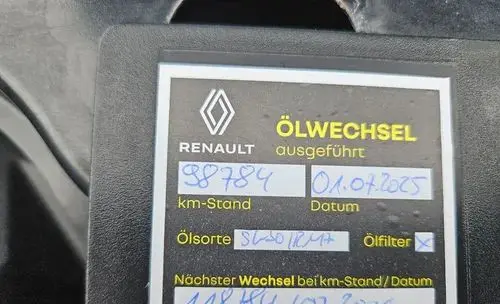 ÖLWECHSEL
RENAULT ausgeführt
98784 01.07.2025
km-Stand Datum
Ölsorte Ölfilter x
Nächster Wechsel bei km-Stand / Datum